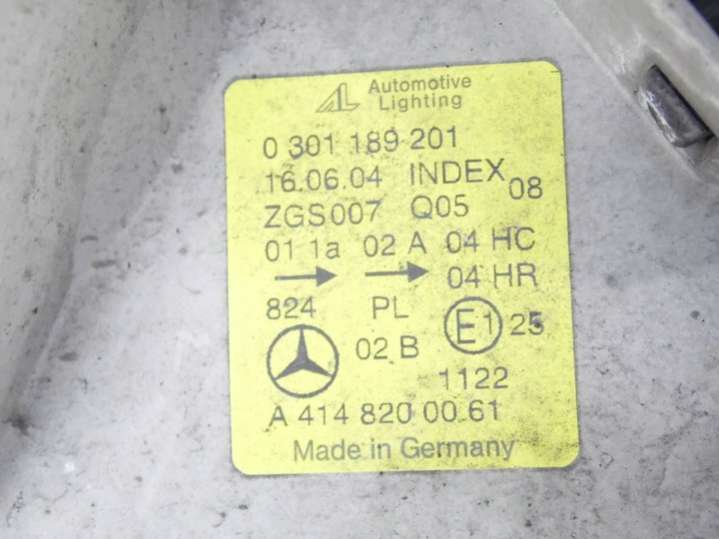 AL Automotive
Lighting
0 301 189 201
16.06.04 INDEX 08
ZGS007 Q05
01 1a 02 A 04 HC
→ → 04 HR
824 PL E1 25
02 B
1122
A 414 820 00 61
Made in Germany